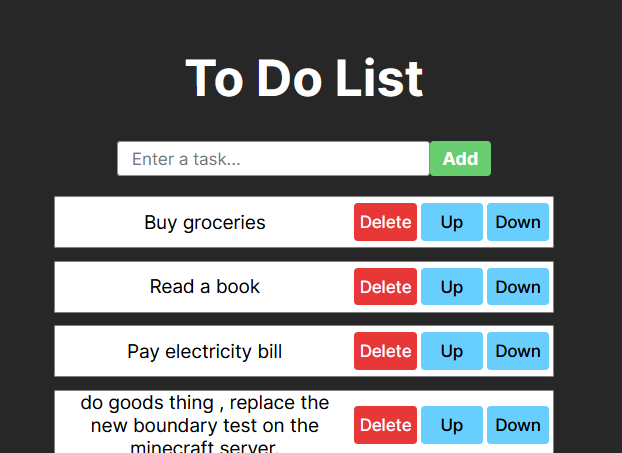 To Do List
Enter a task...
Add
Buy groceries
Delete
Up
Down
Read a book
Delete
Up
Down
Pay electricity bill
Delete
Up
Down
do goods thing , replace the
new boundary test on the
minecraft server.
Delete
Up
Down